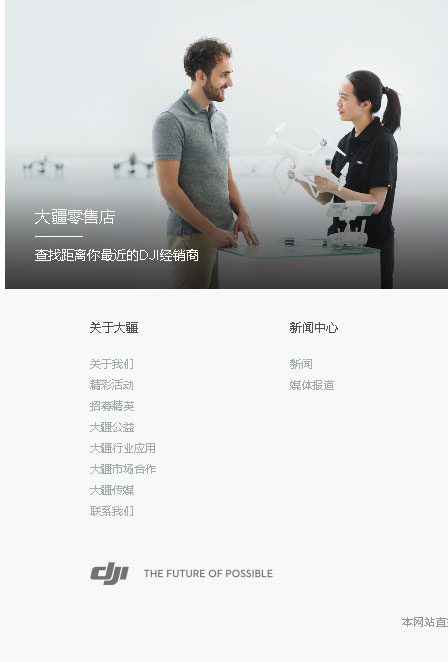 大疆零售店
查找距离你最近的DJI经销商
关于大疆
关于我们
精彩活动
招募精英
大疆公益
大疆行业应用
大疆市场合作
大疆传媒
联系我们
新闻中心
新闻
媒体报道
dji THE FUTURE OF POSSIBLE
本网站直